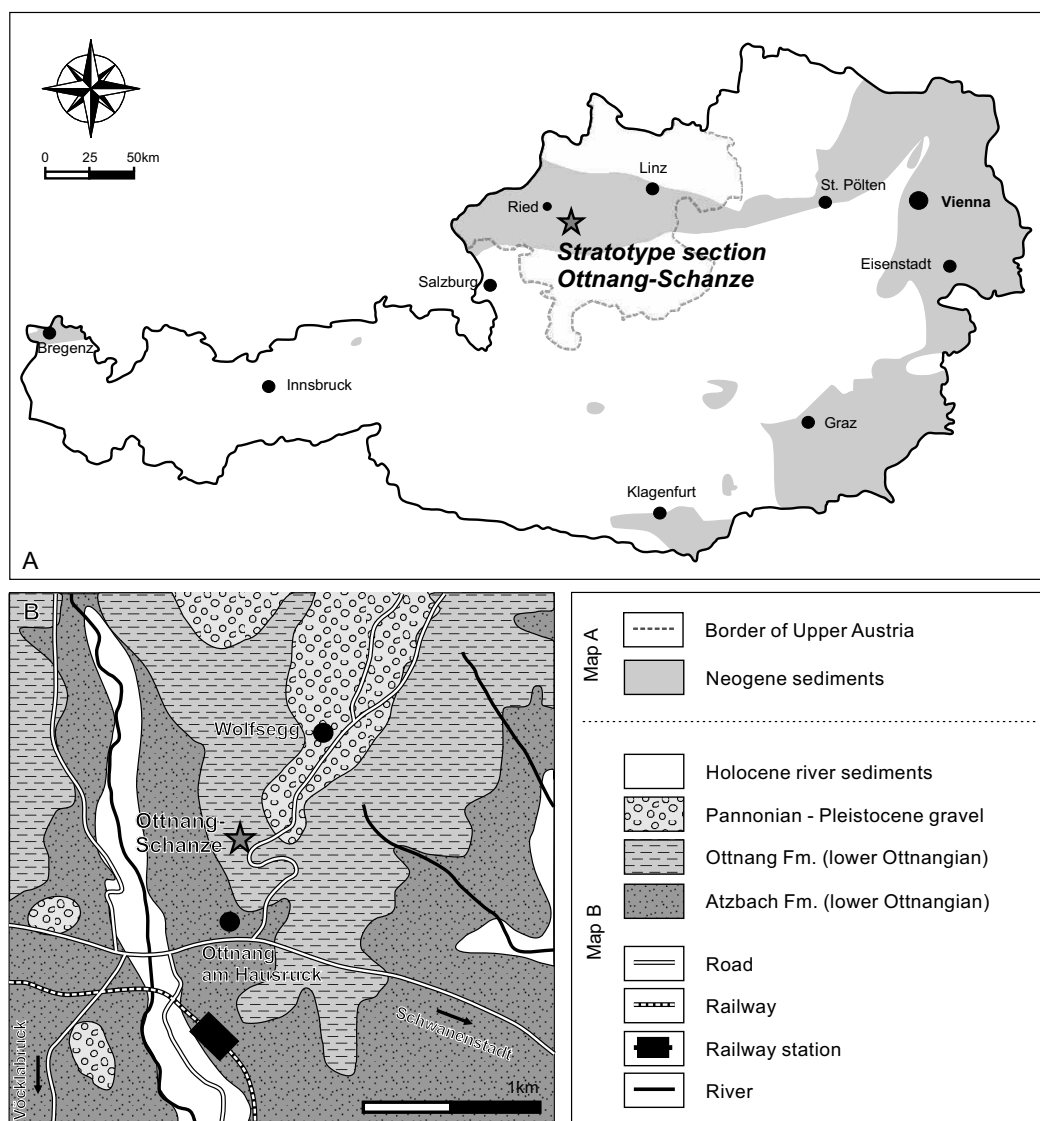 0 25 50km
Linz
St. Pölten
Ried
Vienna
Stratotype section
Ottnang-Schanze
Eisenstadt
Salzburg
Bregenz
Innsbruck
Graz
Klagenfurt
A
B
Wolfsegg
Ottnang-
Schanze
Ottnang
am Hausruck
Schwanenstadt
Vöcklabruck
1km
Map A
Border of Upper Austria
Neogene sediments
Map B
Holocene river sediments
Pannonian - Pleistocene gravel
Ottnang Fm. (lower Ottnangian)
Atzbach Fm. (lower Ottnangian)
Road
Railway
Railway station
River